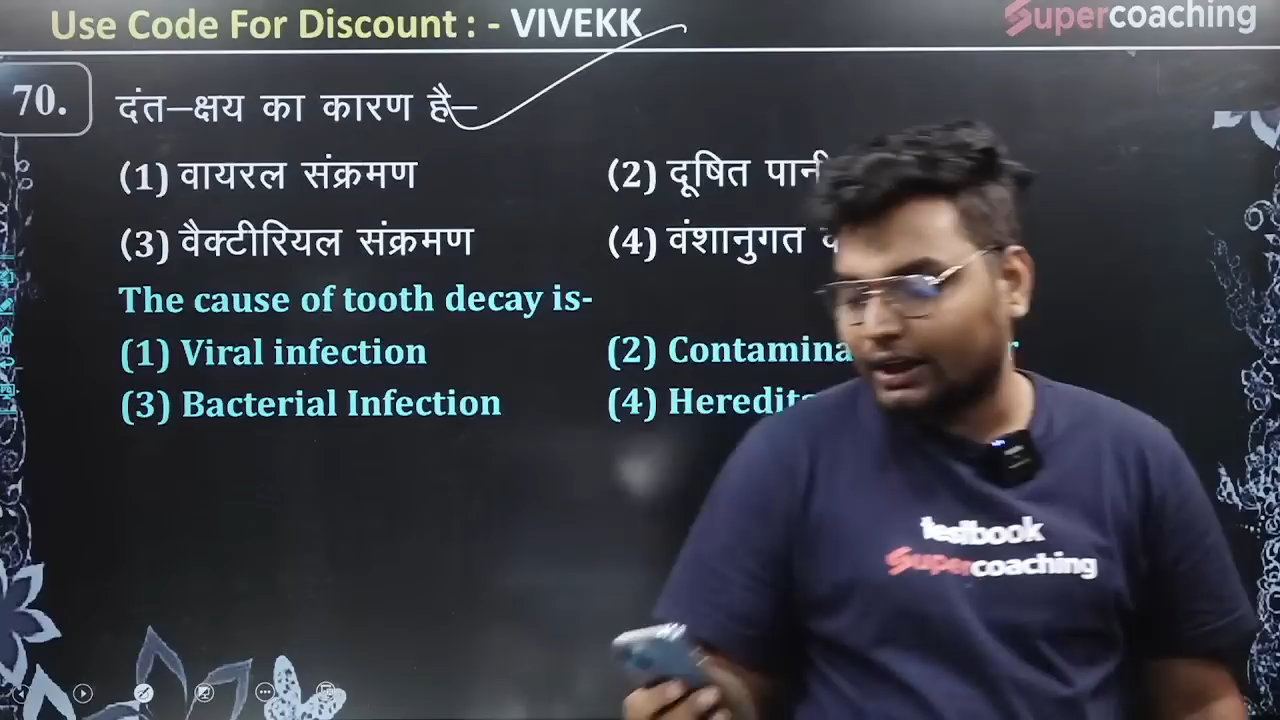 Use Code For Discount : - VIVEKK
Supercoaching
70. दंत–क्षय का कारण है–
(1) वायरल संक्रमण (2) दूषित पानी
(3) वैक्टीरियल संक्रमण (4) वंशानुगत
The cause of tooth decay is-
(1) Viral infection (2)
(3) Bacterial Infection (4)
testbook
Supercoaching